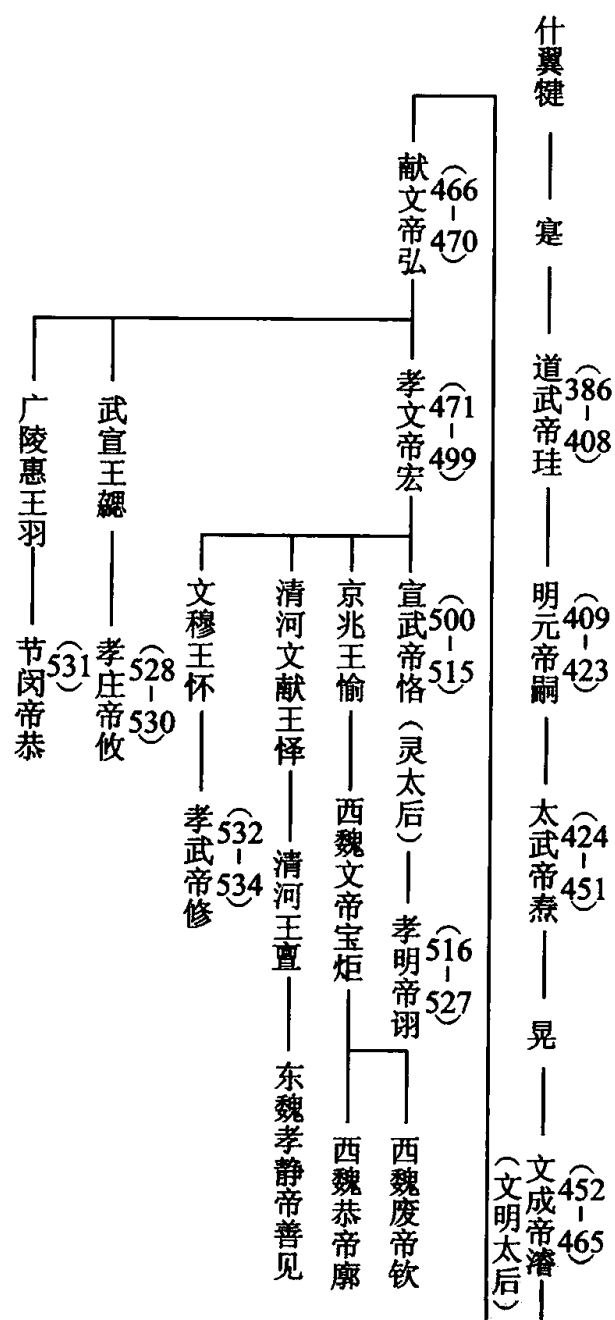 什翼犍
寔
道武帝珪
(386-408)
明元帝嗣
(409-423)
太武帝焘
(424-451)
晃
文成帝濬
(452-465)
(文明太后)
献文帝弘
(466-470)
孝文帝宏
(471-499)
宣武帝恪
(500-515)
(灵太后)
孝明帝诩
(516-527)
京兆王愉
西魏文帝宝炬
西魏废帝钦
西魏恭帝廓
清河文献王怿
清河王亶
东魏孝静帝善见
文穆王怀
孝武帝修
(532-534)
武宣王勰
孝庄帝攸
(528-530)
广陵惠王羽
节闵帝恭
(531)